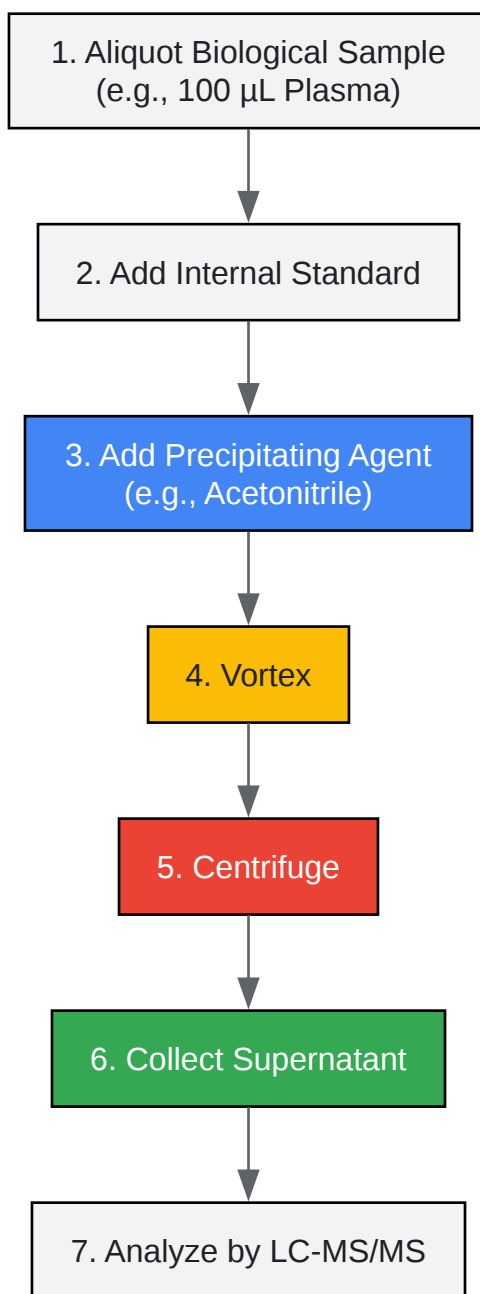 1. Aliquot Biological Sample
(e.g., 100 µL Plasma)
2. Add Internal Standard
3. Add Precipitating Agent
(e.g., Acetonitrile)
4. Vortex
5. Centrifuge
6. Collect Supernatant
7. Analyze by LC-MS/MS